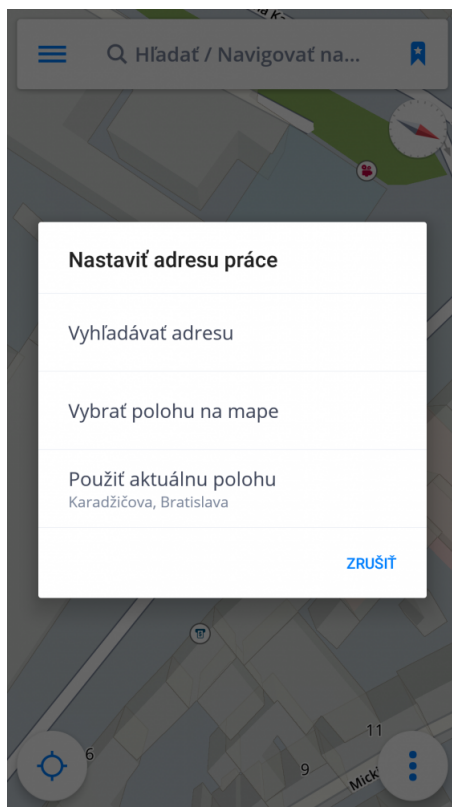 Hľadať / Navigovať na...
Nastaviť adresu práce
Vyhľadávať adresu
Vybrať polohu na mape
Použiť aktuálnu polohu
Karadžičova, Bratislava
ZRUŠIŤ
11
6
9
Mick